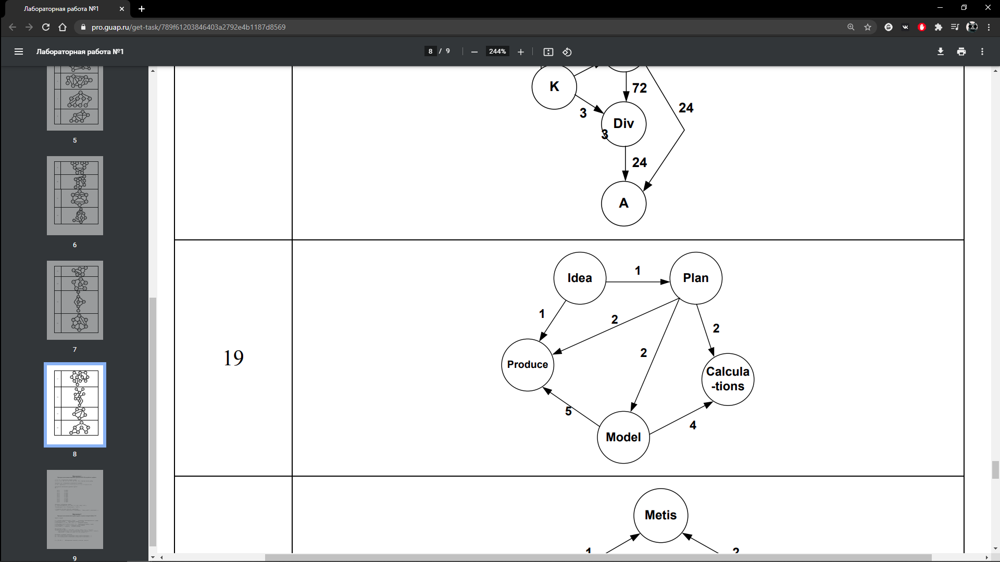 Лабораторная работа №1
pro.guap.ru/get-task/789f61203846403a2792e4b1187d8569
Лабораторная работа №1
8 / 9
244%
5
6
7
8
9
K
72
3
24
Div
3
24
A
19
Idea
1
Plan
1
2
2
2
Produce
Calcula
-tions
5
Model
4
Metis
1
2